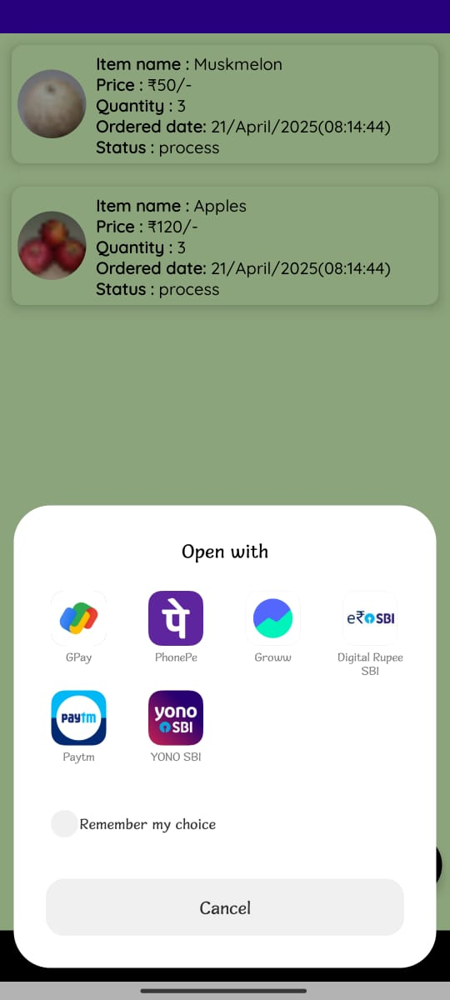 Item name : Muskmelon
Price : ₹50/-
Quantity : 3
Ordered date: 21/April/2025(08:14:44)
Status : process
Item name : Apples
Price : ₹120/-
Quantity : 3
Ordered date: 21/April/2025(08:14:44)
Status : process
Open with
पे
e₹SBI
GPay
PhonePe
Groww
Digital Rupee
SBI
paytm
yono
SBI
Paytm
YONO SBI
Remember my choice
Cancel